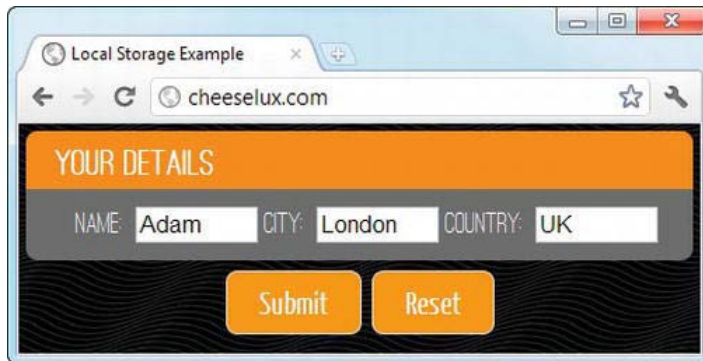 Local Storage Example
cheeselux.com
YOUR DETAILS
NAME: Adam CITY: London COUNTRY: UK
Submit Reset